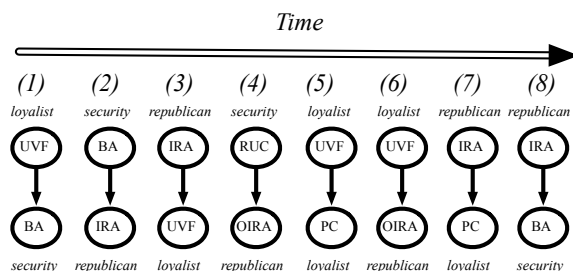 Time
(1) (2) (3) (4) (5) (6) (7) (8)
loyalist security republican security loyalist loyalist republican republican
UVF BA IRA RUC UVF UVF IRA IRA
BA IRA UVF OIRA PC OIRA PC BA
security republican loyalist republican loyalist republican loyalist security